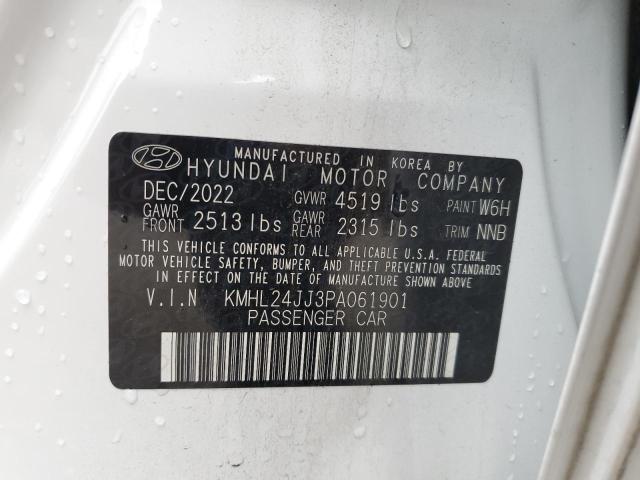 MANUFACTURED IN KOREA BY
HYUNDAI MOTOR COMPANY
DEC/2022 GVWR 4519 lbs PAINT W6H
GAWR FRONT 2513 lbs GAWR REAR 2315 lbs TRIM NNB
THIS VEHICLE CONFORMS TO ALL APPLICABLE U.S.A. FEDERAL
MOTOR VEHICLE SAFETY, BUMPER, AND THEFT PREVENTION STANDARDS
IN EFFECT ON THE DATE OF MANUFACTURE SHOWN ABOVE
V.I.N KMHL24JJ3PA061901
PASSENGER CAR